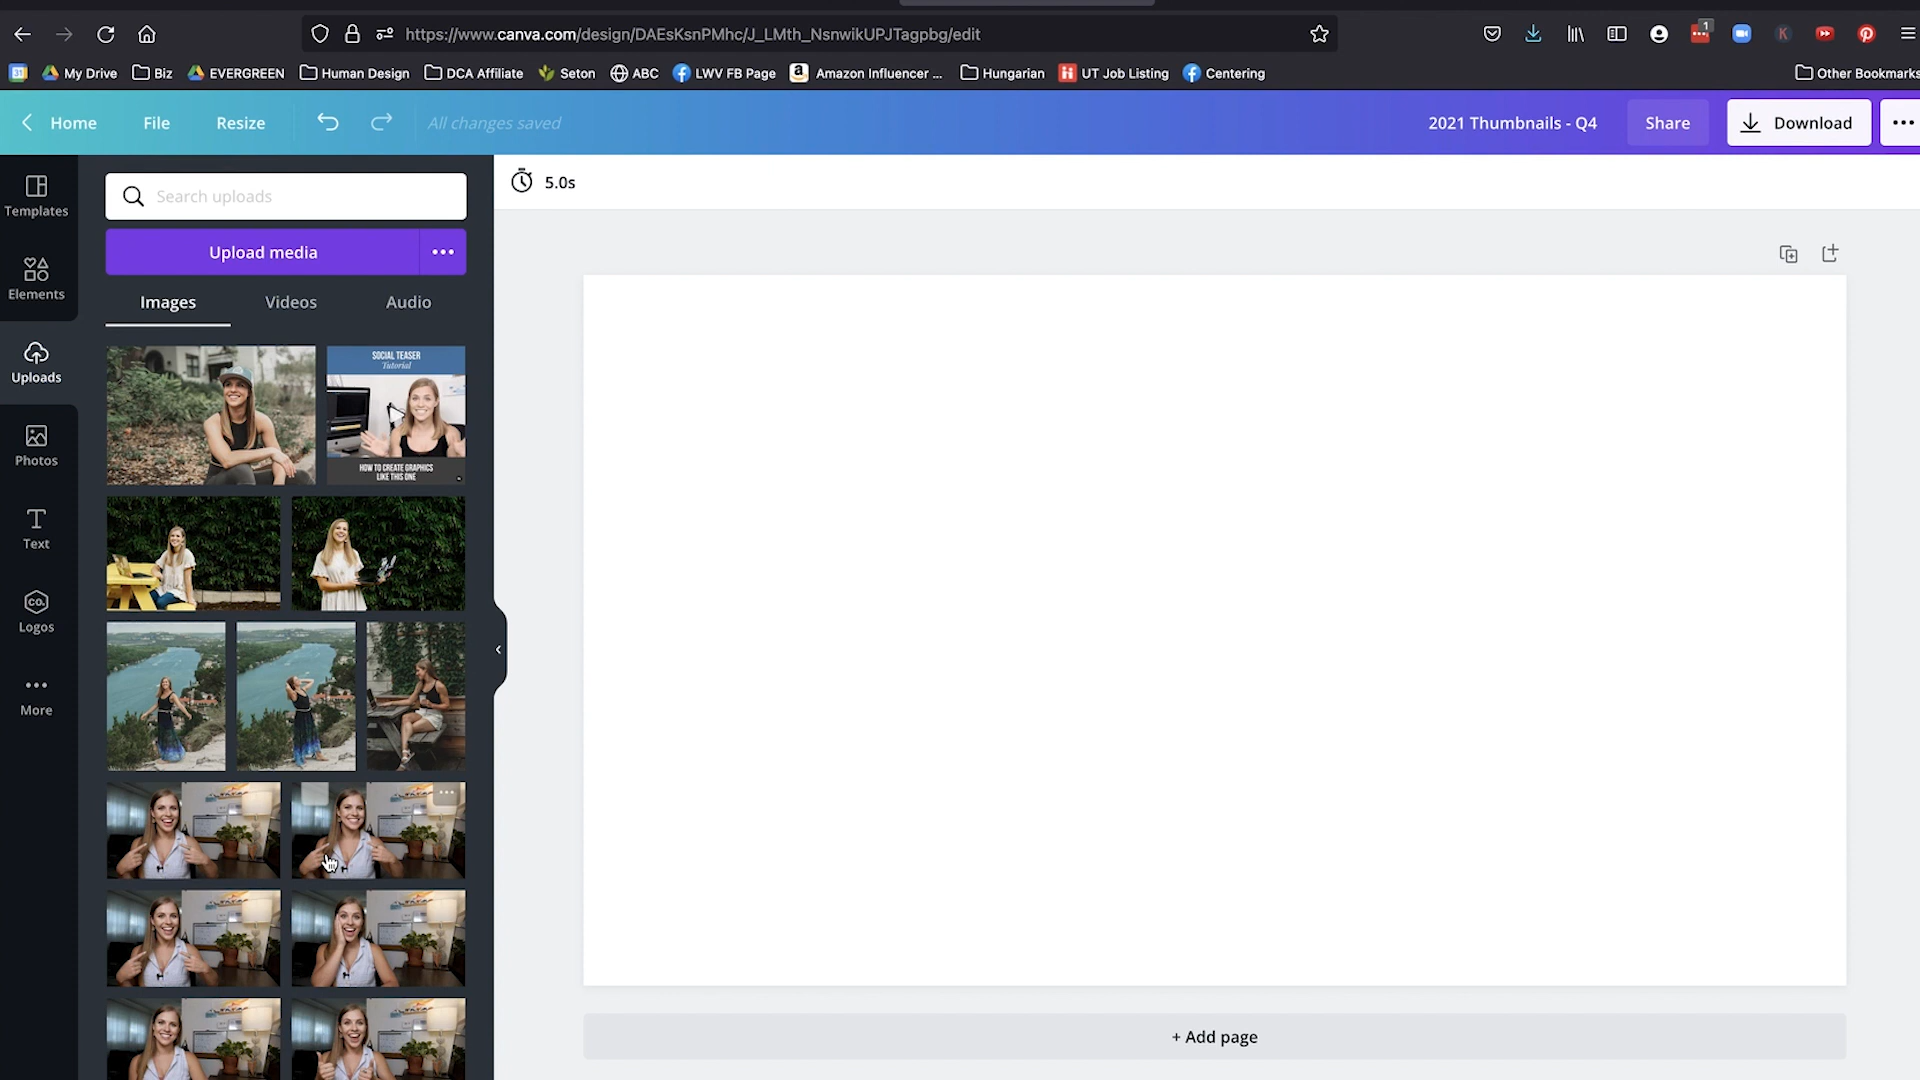 https://www.canva.com/design/DAEsKsnPMhc/J_LMth_NsnwikUPJTagpbg/edit
1
K
31
My Drive
Biz
EVERGREEN
Human Design
DCA Affiliate
Seton
ABC
LWV FB Page
Amazon Influencer ...
Hungarian
UT Job Listing
Centering
Other Bookmarks
Home
File
Resize
All changes saved
2021 Thumbnails - Q4
Share
Download
Templates
Elements
Uploads
Photos
Text
CO.
Logos
More
Search uploads
Upload media
Images
Videos
Audio
SOCIAL TEASER
Tutorial
HOW TO CREATE GRAPHICS
LIKE THIS ONE
5.0s
+ Add page